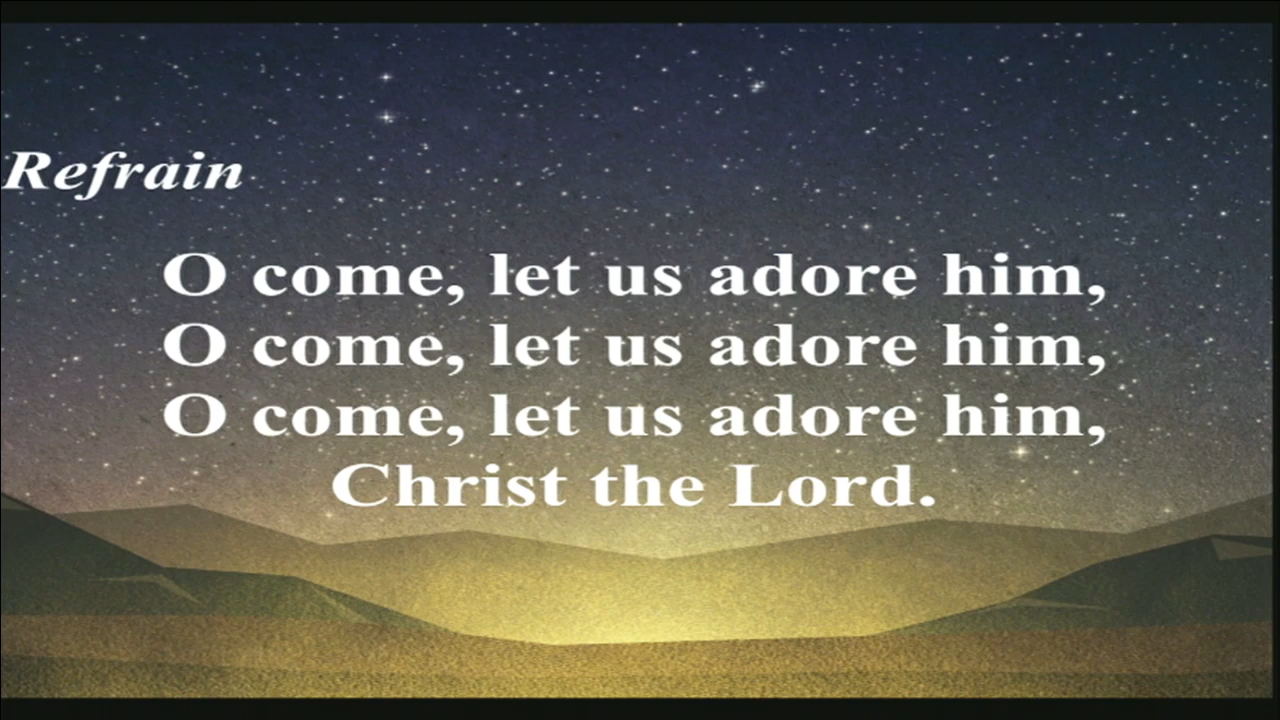 Refrain
O come, let us adore him,
O come, let us adore him,
O come, let us adore him,
Christ the Lord.